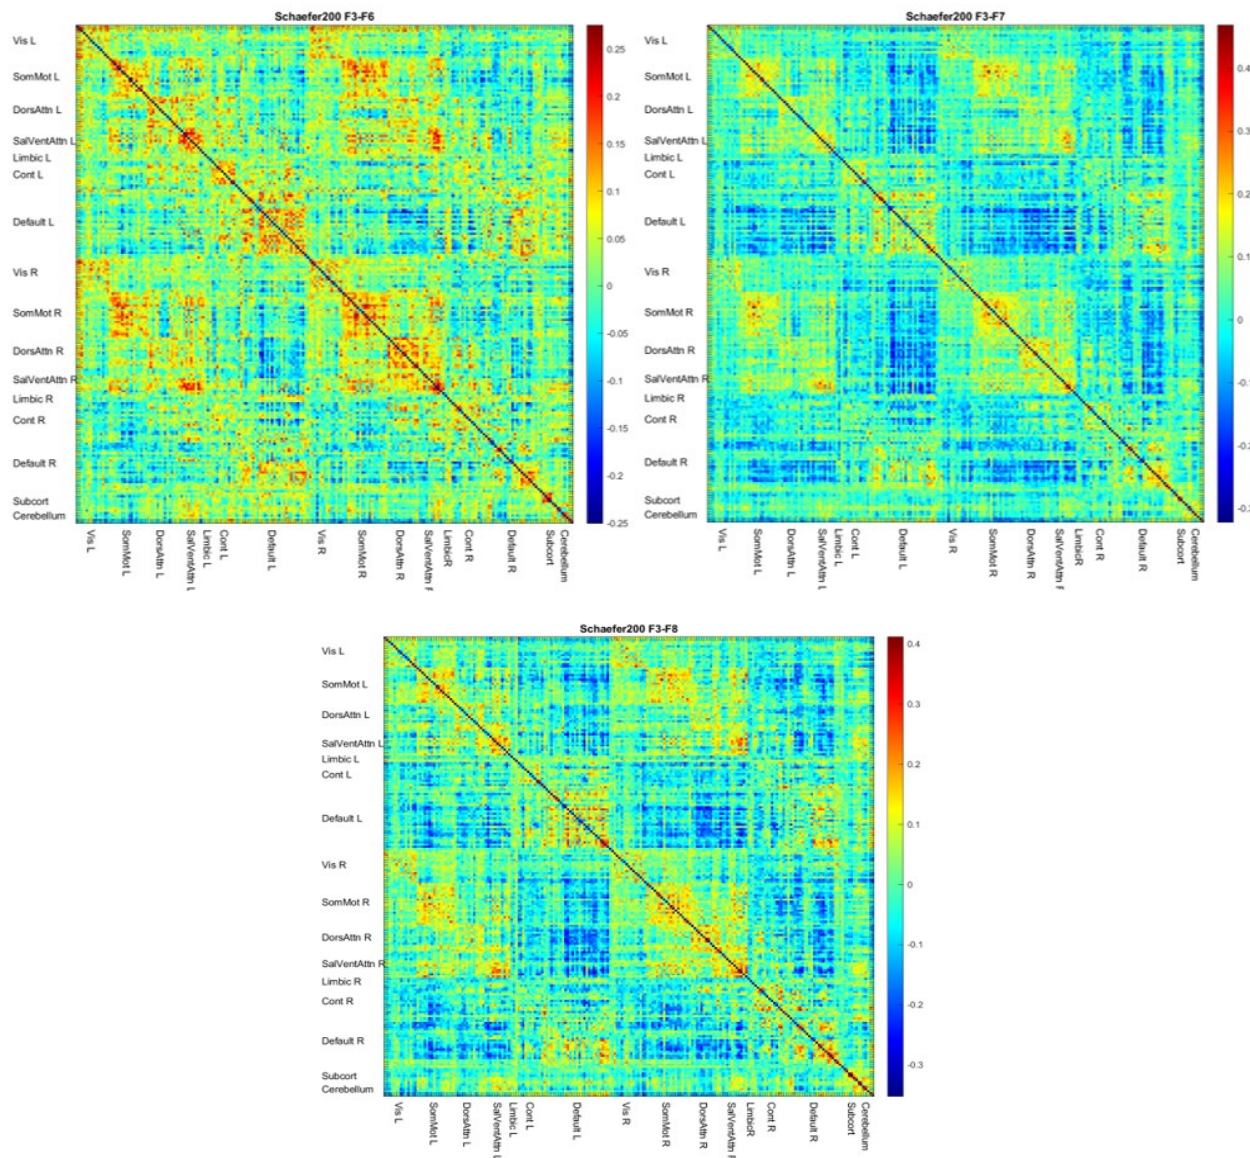 Schaefer200 F3-F6
Vis L
SomMot L
DorsAttn L
SalVentAttn L
Limbic L
Cont L
Default L
Vis R
SomMot R
DorsAttn R
SalVentAttn R
Limbic R
Cont R
Default R
Subcort
Cerebellum
Vis L
SomMot L
DorsAttn L
SalVentAttn L
Limbic L
Cont L
Default L
Vis R
SomMot R
DorsAttn R
SalVentAttn F
LimbicR
Cont R
Default R
Subcort
Cerebellum
0.25
0.2
0.15
0.1
0.05
0
-0.05
-0.1
-0.15
-0.2
-0.25
Schaefer200 F3-F7
Vis L
SomMot L
DorsAttn L
SalVentAttn L
Limbic L
Cont L
Default L
Vis R
SomMot R
DorsAttn R
SalVentAttn R
Limbic R
Cont R
Default R
Subcort
Cerebellum
Vis L
SomMot L
DorsAttn L
SalVentAttn L
Limbic L
Cont L
Default L
Vis R
SomMot R
DorsAttn R
SalVentAttn F
LimbicR
Cont R
Default R
Subcort
Cerebellum
Schaefer200 F3-F8
Vis L
SomMot L
DorsAttn L
SalVentAttn L
Limbic L
Cont L
Default L
Vis R
SomMot R
DorsAttn R
SalVentAttn R
Limbic R
Cont R
Default R
Subcort
Cerebellum
Vis L
SomMot L
DorsAttn L
SalVentAttn L
Limbic L
Cont L
Default L
Vis R
SomMot R
DorsAttn R
SalVentAttn F
LimbicR
Cont R
Default R
Subcort
Cerebellum
0.4
0.3
0.2
0.1
0
-0.1
-0.2
-0.3